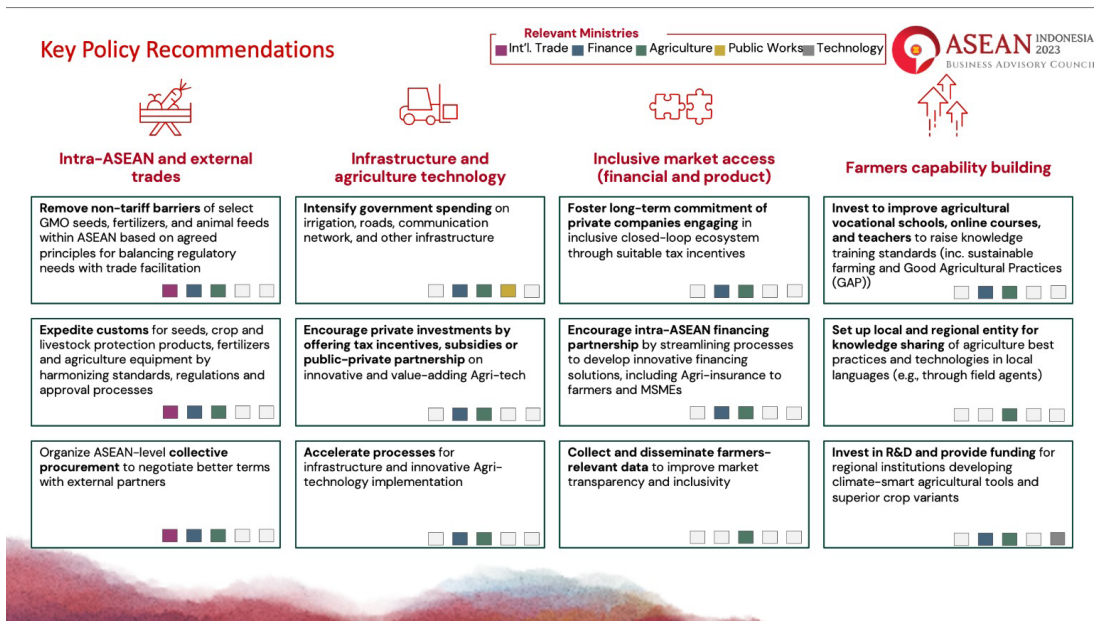 Key Policy Recommendations
Relevant Ministries
Int'l. Trade Finance Agriculture Public Works Technology
ASEAN INDONESIA 2023
BUSINESS ADVISORY COUNCIL
Intra-ASEAN and external
trades
Remove non-tariff barriers of select
GMO seeds, fertilizers, and animal feeds
within ASEAN based on agreed
principles for balancing regulatory
needs with trade facilitation
Expedite customs for seeds, crop and
livestock protection products, fertilizers
and agriculture equipment by
harmonizing standards, regulations and
approval processes
Organize ASEAN-level collective
procurement to negotiate better terms
with external partners
Infrastructure and
agriculture technology
Intensify government spending on
irrigation, roads, communication
network, and other infrastructure
Encourage private investments by
offering tax incentives, subsidies or
public-private partnership on
innovative and value-adding Agri-tech
Accelerate processes for
infrastructure and innovative Agri-
technology implementation
Inclusive market access
(financial and product)
Foster long-term commitment of
private companies engaging in
inclusive closed-loop ecosystem
through suitable tax incentives
Encourage intra-ASEAN financing
partnership by streamlining processes
to develop innovative financing
solutions, including Agri-insurance to
farmers and MSMEs
Collect and disseminate farmers-
relevant data to improve market
transparency and inclusivity
Farmers capability building
Invest to improve agricultural
vocational schools, online courses,
and teachers to raise knowledge
training standards (inc. sustainable
farming and Good Agricultural Practices
(GAP))
Set up local and regional entity for
knowledge sharing of agriculture best
practices and technologies in local
languages (e.g., through field agents)
Invest in R&D and provide funding for
regional institutions developing
climate-smart agricultural tools and
superior crop variants